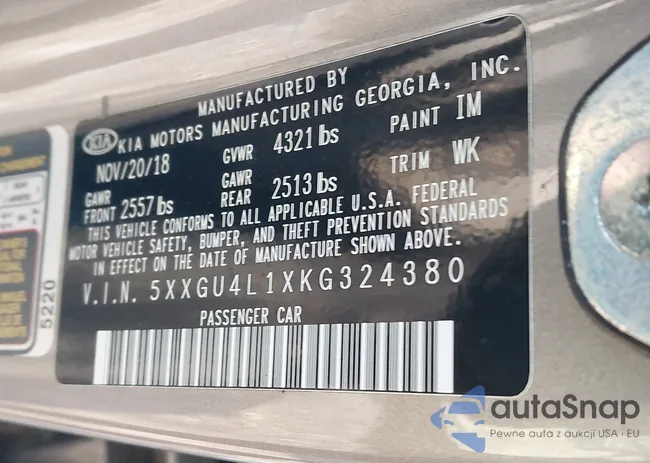 MANUFACTURED BY
KIA KIA MOTORS MANUFACTURING GEORGIA, INC.
NOV/20/18 GVWR 4321 lbs PAINT IM
GAWR FRONT 2557 lbs GAWR REAR 2513 lbs TRIM WK
THIS VEHICLE CONFORMS TO ALL APPLICABLE U.S.A. FEDERAL
MOTOR VEHICLE SAFETY, BUMPER, AND THEFT PREVENTION STANDARDS
IN EFFECT ON THE DATE OF MANUFACTURE SHOWN ABOVE.
V.I.N. 5XXGU4L1XKG324380
PASSENGER CAR
5220
autaSnap
Pewne auta z aukcji USA i EU